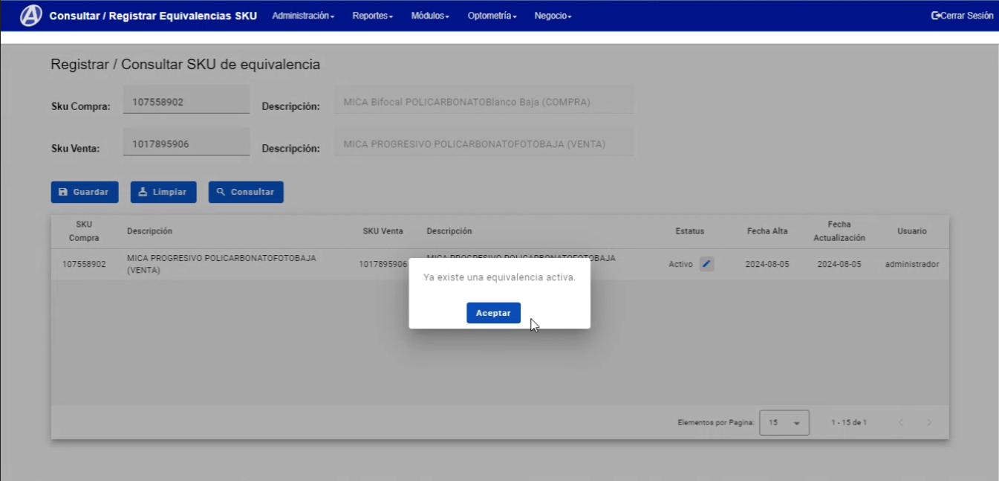 Consultar / Registrar Equivalencias SKU Administración Reportes Módulos Optometría Negocio Cerrar Sesión
Registrar / Consultar SKU de equivalencia
Sku Compra: 107558902 Descripción: MICA Bifocal POLICARBONATOBlanco Baja (COMPRA)
Sku Venta: 1017895906 Descripción: MICA PROGRESIVO POLICARBONATOFOTOBAJA (VENTA)
Guardar Limpiar Consultar
SKU Compra Descripción SKU Venta Descripción Estatus Fecha Alta Fecha Actualización Usuario
107558902 MICA PROGRESIVO POLICARBONATOFOTOBAJA (VENTA) 1017895906 MICA PROGRESIVO POLICARBONATOFOTOBAJA Activo 2024-08-05 2024-08-05 administrador
Ya existe una equivalencia activa.
Aceptar
Elementos por Pagina: 15 1 - 15 de 1